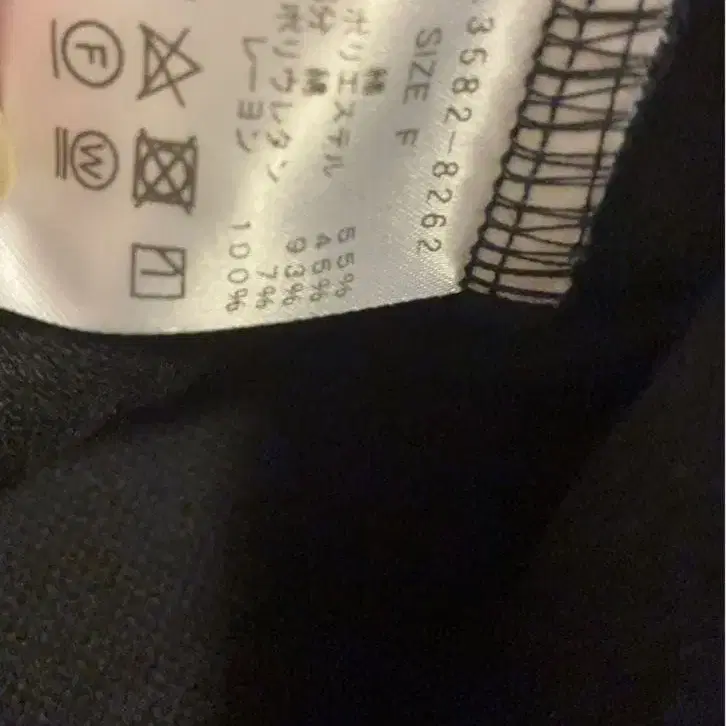 3582-8262
SIZE F
綿 55%
ポリエステル 45%
分 綿 93%
ポリウレタン 7%
レーヨン 100%
F
W